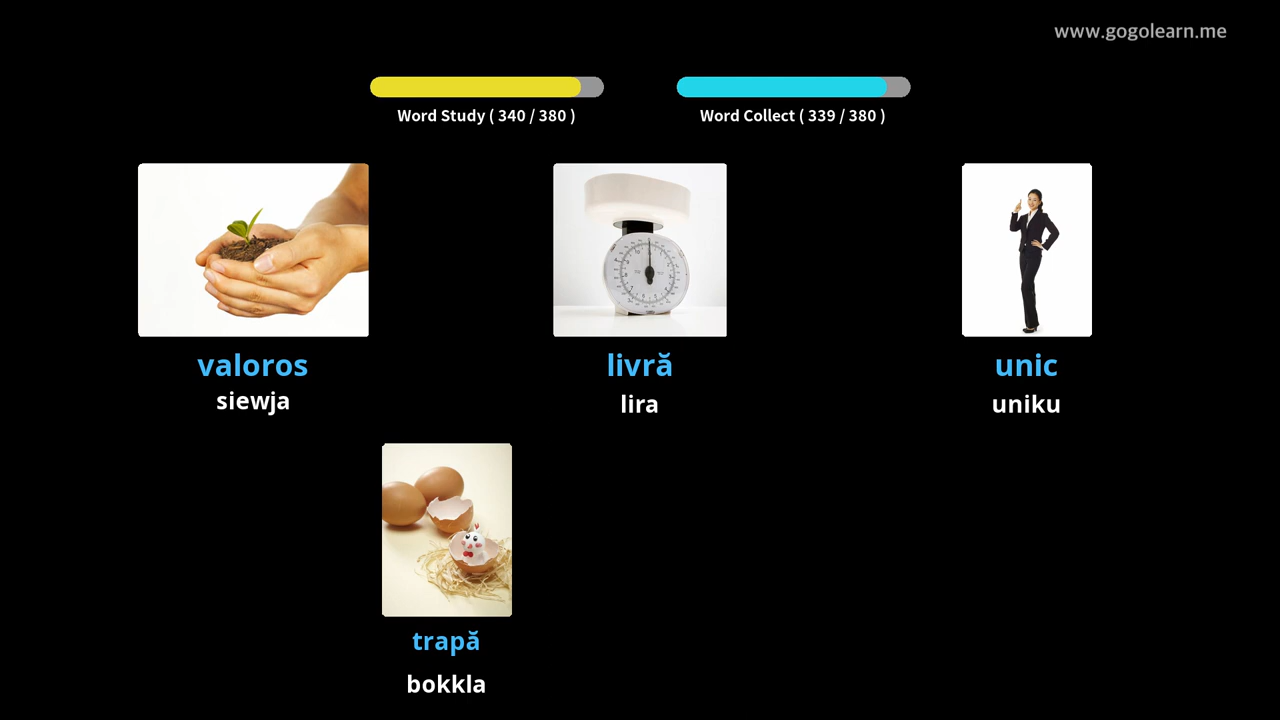 www.gogolearn.me
Word Study ( 340 / 380 )
Word Collect ( 339 / 380 )
valoros
siewja
livră
lira
unic
uniku
trapă
bokkla